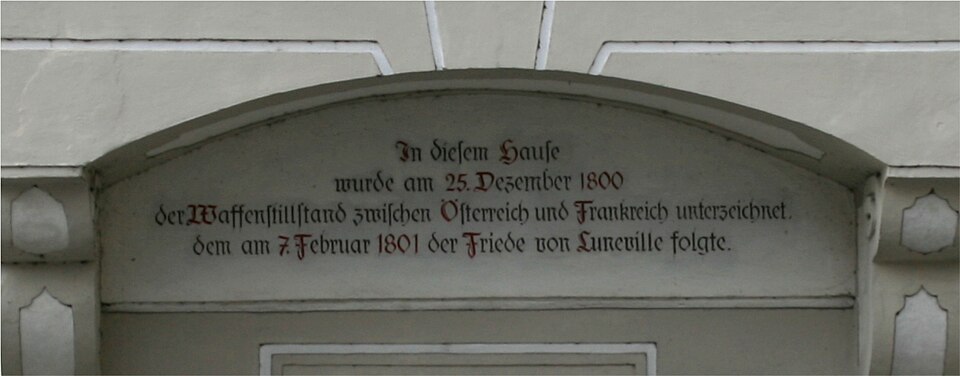 In diesem Hause
wurde am 25. Dezember 1800
der Waffenstillstand zwischen Österreich und Frankreich unterzeichnet.
dem am 7. Februar 1801 der Friede von Luneville folgte.